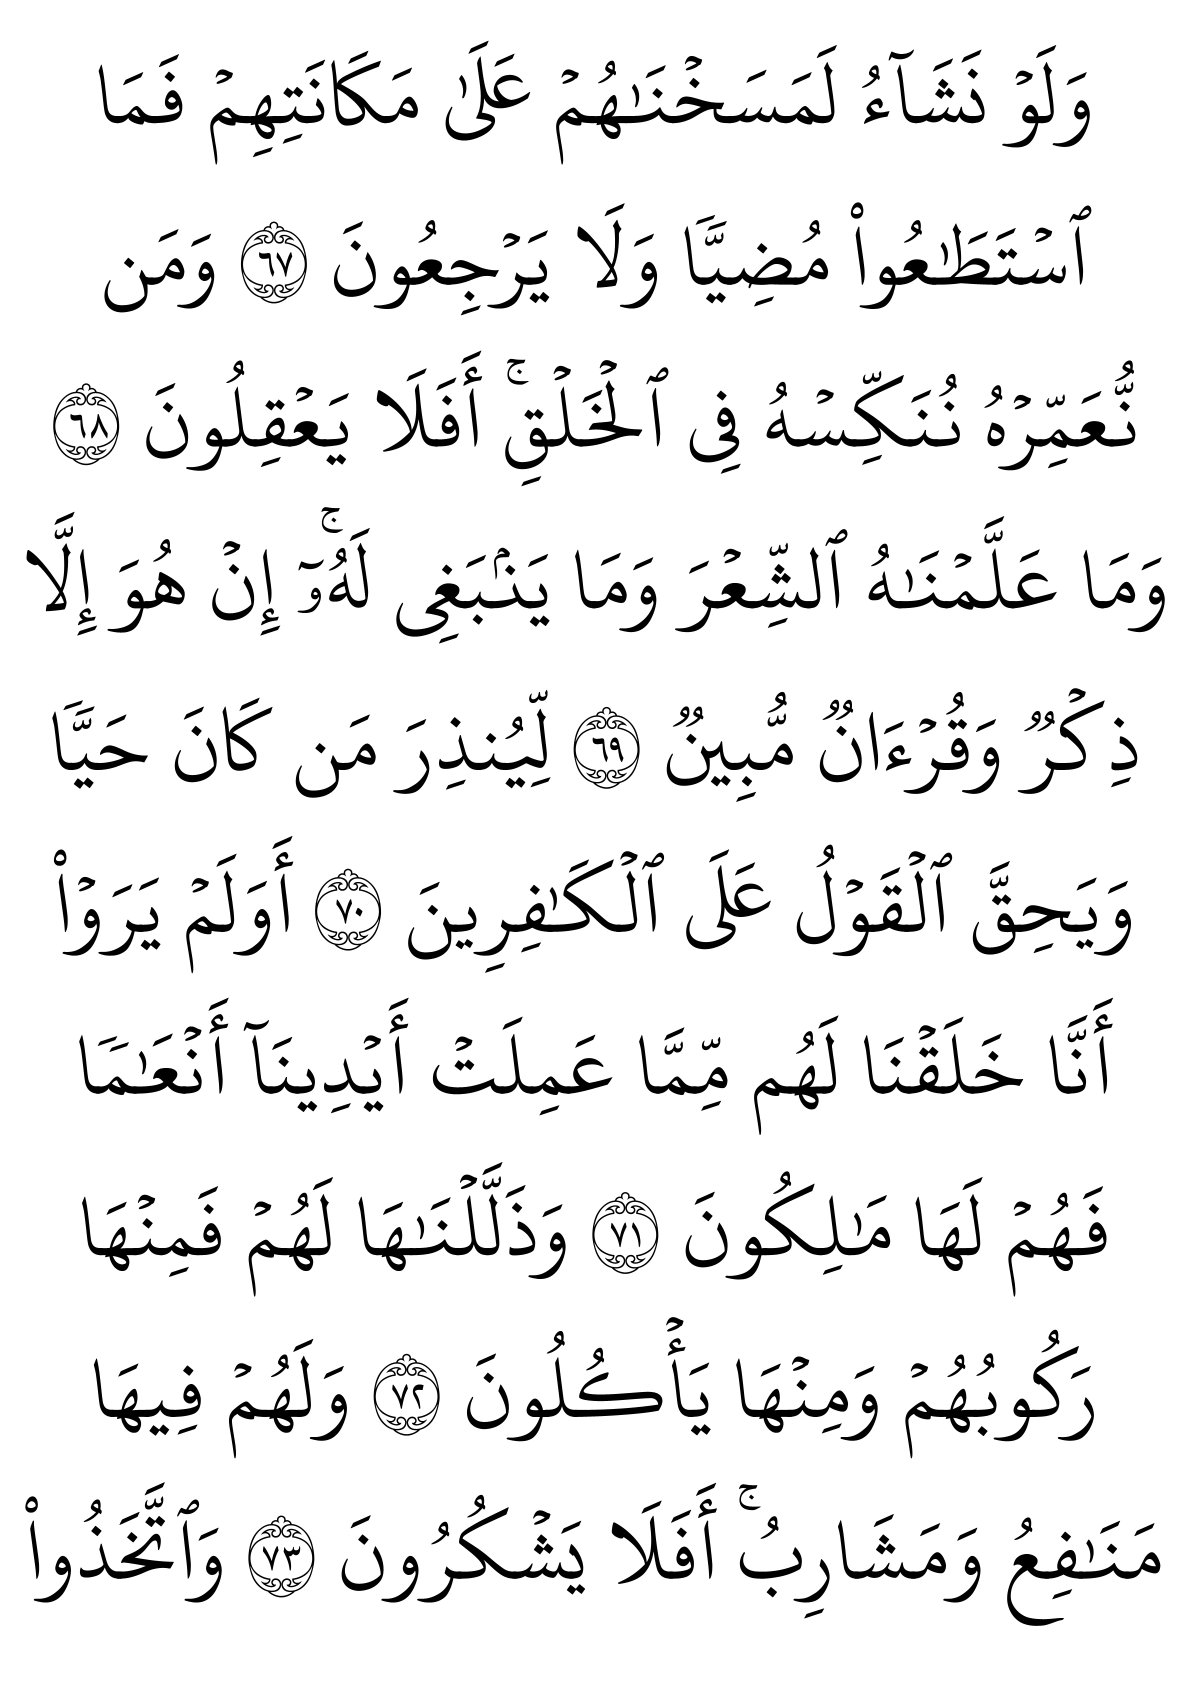 وَلَوۡ نَشَآءُ لَمَسَخۡنَٰهُمۡ عَلَىٰ مَكَانَتِهِمۡ فَمَا
ٱسۡتَطَٰعُواْ مُضِيّٗا وَلَا يَرۡجِعُونَ ٦٧ وَمَن
نُّعَمِّرۡهُ نُنَكِّسۡهُ فِي ٱلۡخَلۡقِۚ أَفَلَا يَعۡقِلُونَ ٦٨
وَمَا عَلَّمۡنَٰهُ ٱلشِّعۡرَ وَمَا يَنۢبَغِي لَهُۥٓۚ إِنۡ هُوَ إِلَّا
ذِكۡرٞ وَقُرۡءَانٞ مُّبِينٞ ٦٩ لِّيُنذِرَ مَن كَانَ حَيّٗا
وَيَحِقَّ ٱلۡقَوۡلُ عَلَى ٱلۡكَٰفِرِينَ ٧٠ أَوَلَمۡ يَرَوۡاْ
أَنَّا خَلَقۡنَا لَهُم مِّمَّا عَمِلَتۡ أَيۡدِينَآ أَنۡعَٰمٗا
فَهُمۡ لَهَا مَٰلِكُونَ ٧١ وَذَلَّلۡنَٰهَا لَهُمۡ فَمِنۡهَا
رَكُوبُهُمۡ وَمِنۡهَا يَأۡكُلُونَ ٧٢ وَلَهُمۡ فِيهَا
مَنَٰفِعُ وَمَشَارِبُۚ أَفَلَا يَشۡكُرُونَ ٧٣ وَٱتَّخَذُواْ